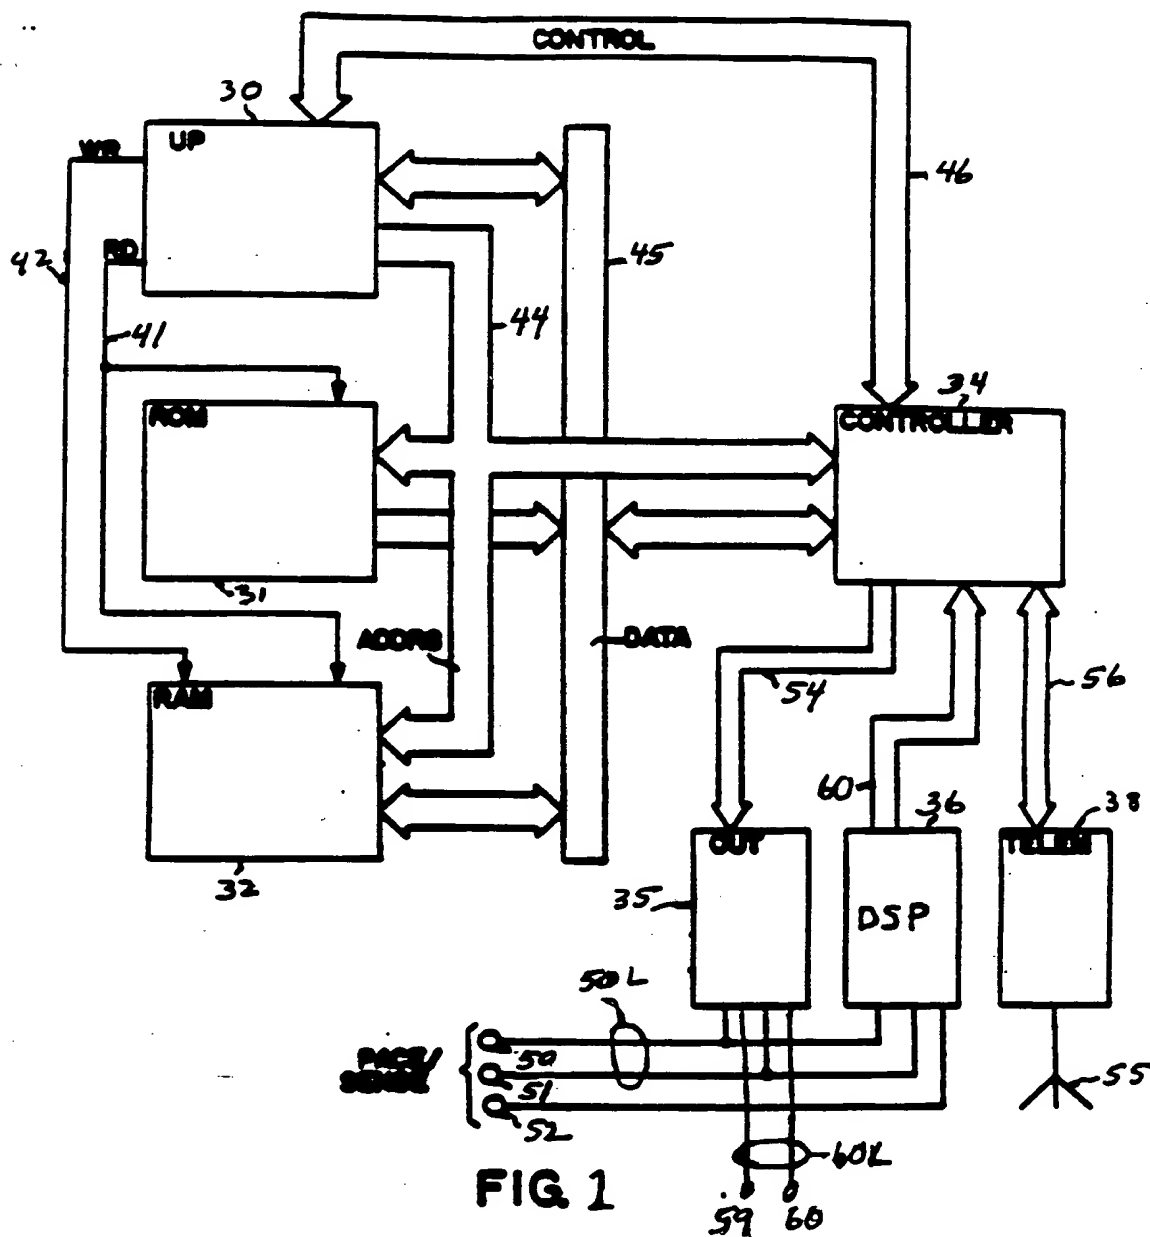 CONTROL
30
UP
WR
46
RD
42
45
41
44
34
ROM
CONTROLLER
31
ADDRS
DATA
RAM
54
56
60
36
38
OUT
TELEM
32
35
DSP
50L
PACE/
SENSE
50
51
52
55
60L
59
60
FIG. 1